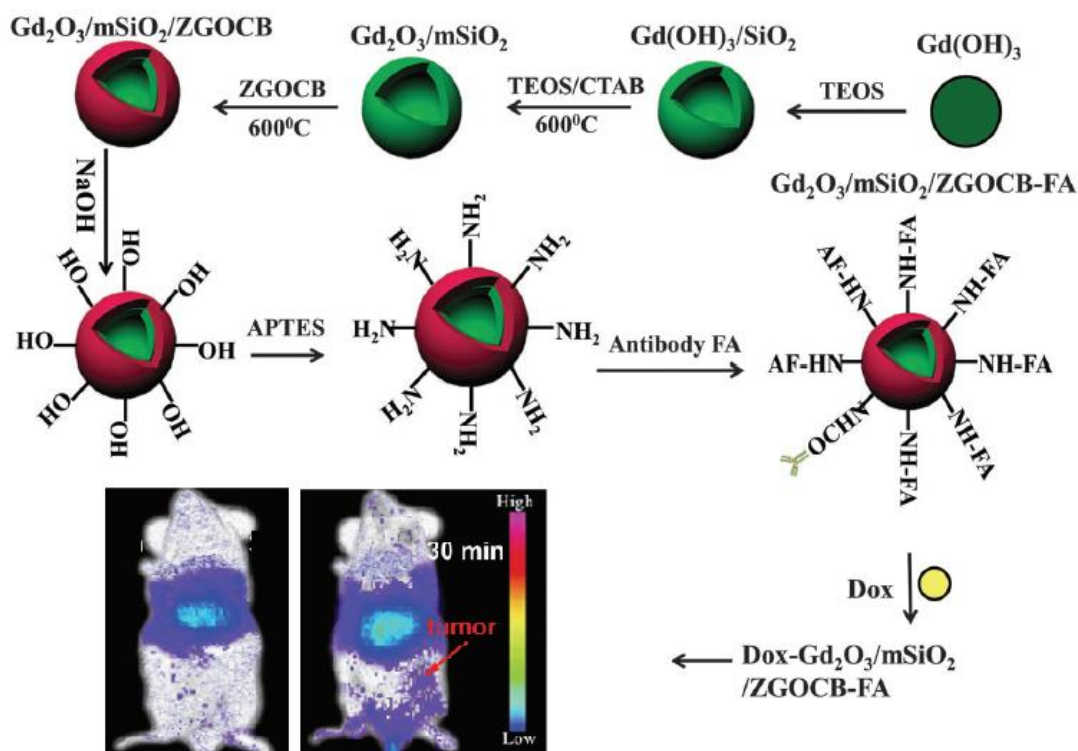 Gd₂O₃/mSiO₂/ZGOCB
Gd₂O₃/mSiO₂
Gd(OH)₃/SiO₂
Gd(OH)₃
ZGOCB
600⁰C
TEOS/CTAB
600⁰C
TEOS
NaOH
Gd₂O₃/mSiO₂/ZGOCB-FA
HO
HO
OH
HO
OH
HO
OH
OH
APTES
H₂N
NH₂
NH₂
H₂N
NH₂
H₂N
NH₂
NH₂
Antibody FA
AF-HN
NH-FA
NH-FA
AF-HN
NH-FA
OCHN
NH-FA
NH-FA
High
30 min
tumor
Low
Dox
Dox-Gd₂O₃/mSiO₂
/ZGOCB-FA